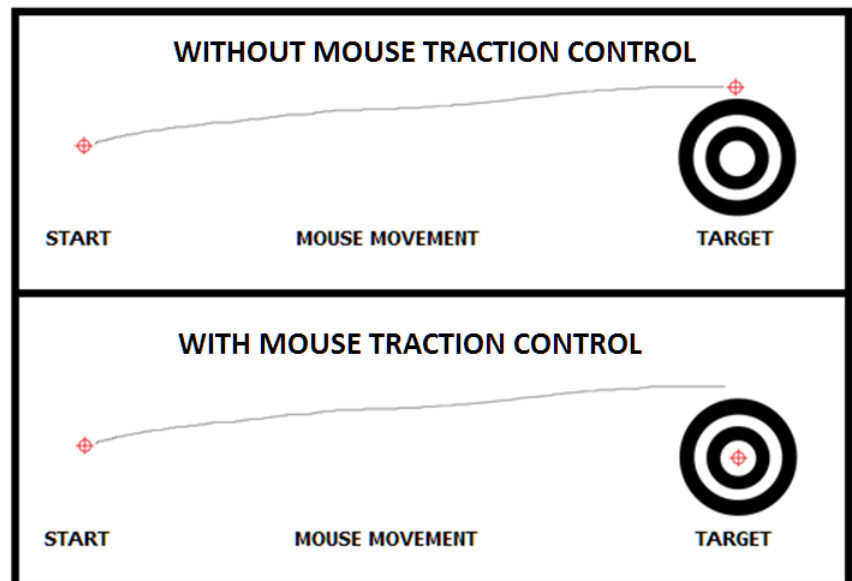 WITHOUT MOUSE TRACTION CONTROL
START MOUSE MOVEMENT TARGET
WITH MOUSE TRACTION CONTROL
START MOUSE MOVEMENT TARGET